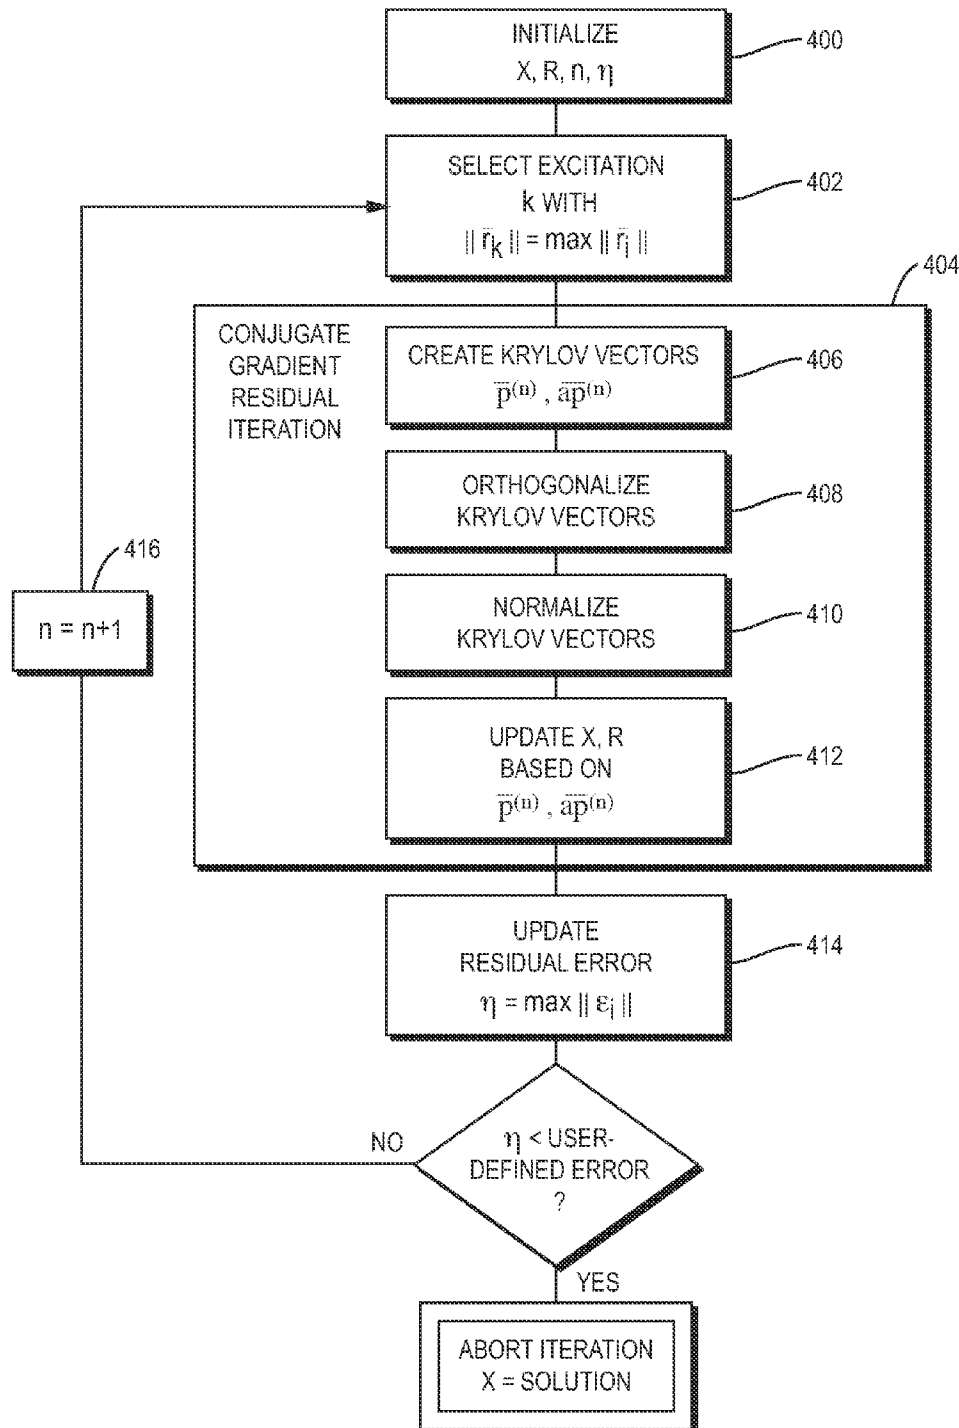 INITIALIZE
X, R, n, η
400
SELECT EXCITATION
k WITH
|| r̅k || = max || r̅i ||
402
404
CONJUGATE
GRADIENT
RESIDUAL
ITERATION
CREATE KRYLOV VECTORS
p̅(n) , a̅p̅(n)
406
ORTHOGONALIZE
KRYLOV VECTORS
408
NORMALIZE
KRYLOV VECTORS
410
UPDATE X, R
BASED ON
p̅(n) , a̅p̅(n)
412
416
n = n+1
UPDATE
RESIDUAL ERROR
η = max || εi ||
414
NO
η < USER-
DEFINED ERROR
?
YES
ABORT ITERATION
X = SOLUTION